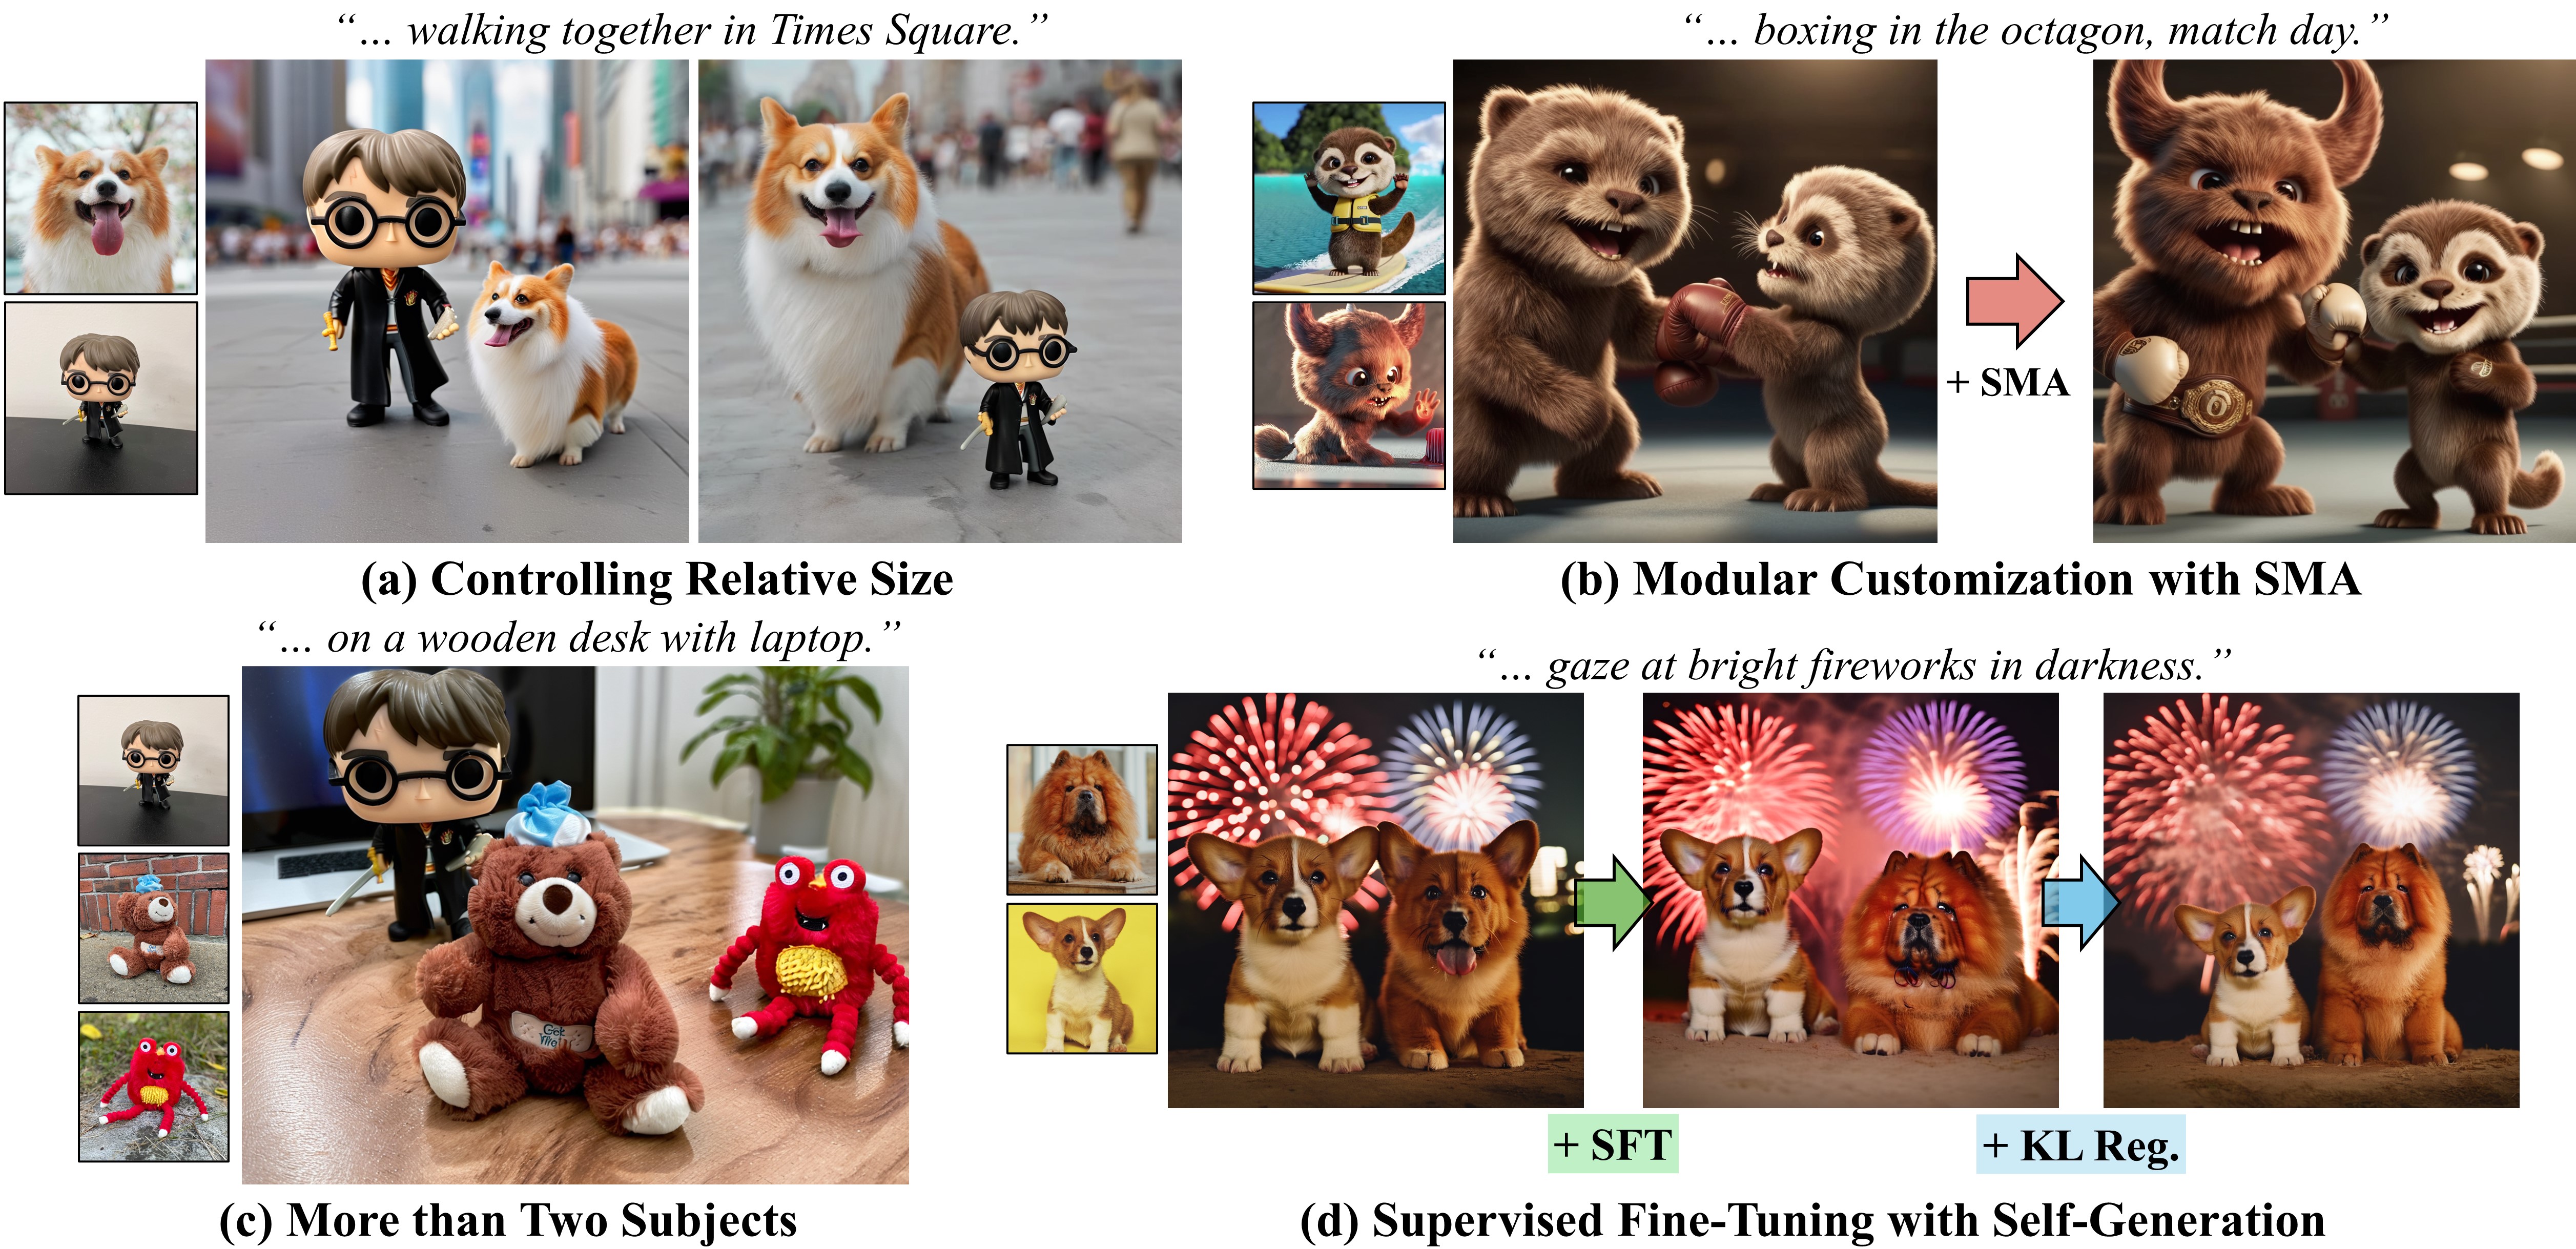 “... walking together in Times Square.”
“... boxing in the octagon, match day.”
+ SMA
(a) Controlling Relative Size
(b) Modular Customization with SMA
“... on a wooden desk with laptop.”
“... gaze at bright fireworks in darkness.”
+ SFT
+ KL Reg.
(c) More than Two Subjects
(d) Supervised Fine-Tuning with Self-Generation